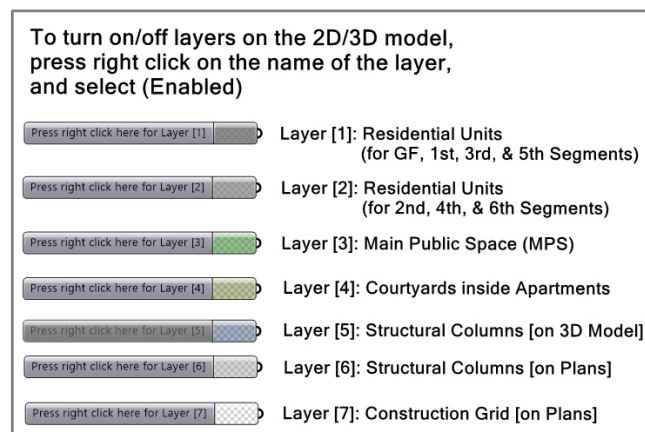 To turn on/off layers on the 2D/3D model,
press right click on the name of the layer,
and select (Enabled)
Press right click here for Layer [1] Layer [1]: Residential Units
(for GF, 1st, 3rd, & 5th Segments)
Press right click here for Layer [2] Layer [2]: Residential Units
(for 2nd, 4th, & 6th Segments)
Press right click here for Layer [3] Layer [3]: Main Public Space (MPS)
Press right click here for Layer [4] Layer [4]: Courtyards inside Apartments
Press right click here for Layer [5] Layer [5]: Structural Columns [on 3D Model]
Press right click here for Layer [6] Layer [6]: Structural Columns [on Plans]
Press right click here for Layer [7] Layer [7]: Construction Grid [on Plans]